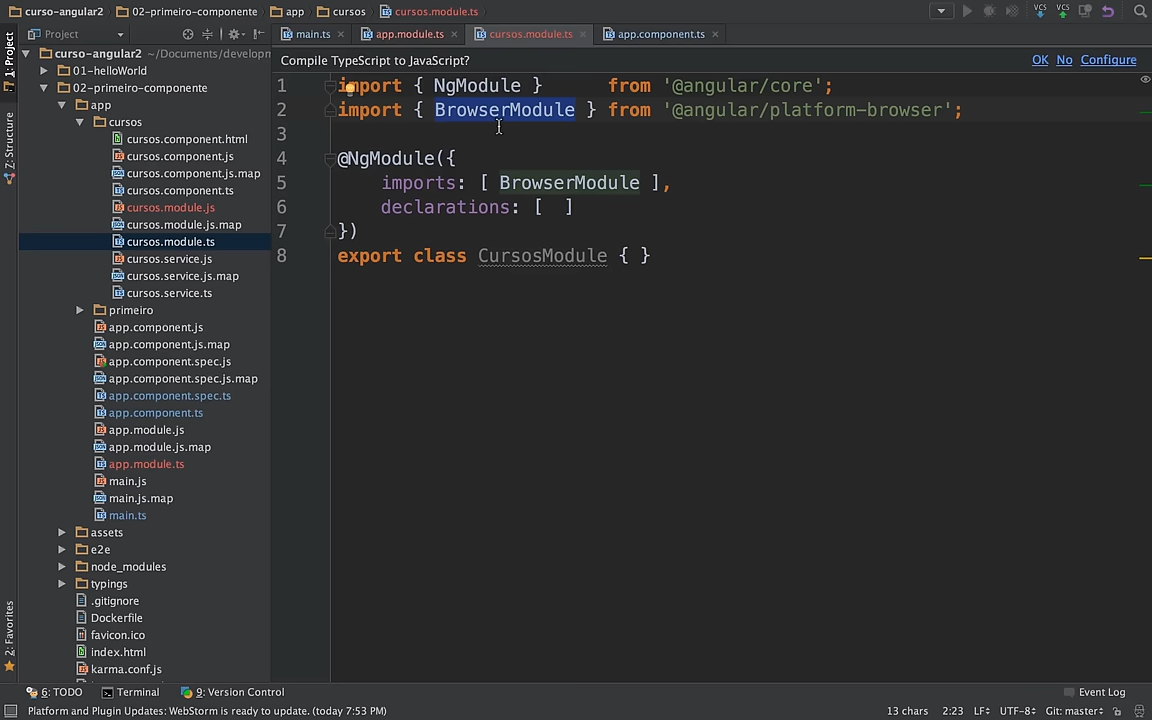 curso-angular2 02-primeiro-componente app cursos cursos.module.ts
Project
main.ts app.module.ts cursos.module.ts app.component.ts
1: Project
Z: Structure
2: Favorites
curso-angular2 ~/Documents/developn
01-helloWorld
02-primeiro-componente
app
cursos
cursos.component.html
cursos.component.js
cursos.component.js.map
cursos.component.ts
cursos.module.js
cursos.module.js.map
cursos.module.ts
cursos.service.js
cursos.service.js.map
cursos.service.ts
primeiro
app.component.js
app.component.js.map
app.component.spec.js
app.component.spec.js.map
app.component.spec.ts
app.component.ts
app.module.js
app.module.js.map
app.module.ts
main.js
main.js.map
main.ts
assets
e2e
node_modules
typings
.gitignore
Dockerfile
favicon.ico
index.html
karma.conf.js
Compile TypeScript to JavaScript? OK No Configure
1 import { NgModule } from '@angular/core';
2 import { BrowserModule } from '@angular/platform-browser';
3
4 @NgModule({
5 imports: [ BrowserModule ],
6 declarations: [ ]
7 })
8 export class CursosModule { }
VCS VCS
6: TODO Terminal 9: Version Control Event Log
Platform and Plugin Updates: WebStorm is ready to update. (today 7:53 PM) 13 chars 2:23 LF UTF-8 Git: master